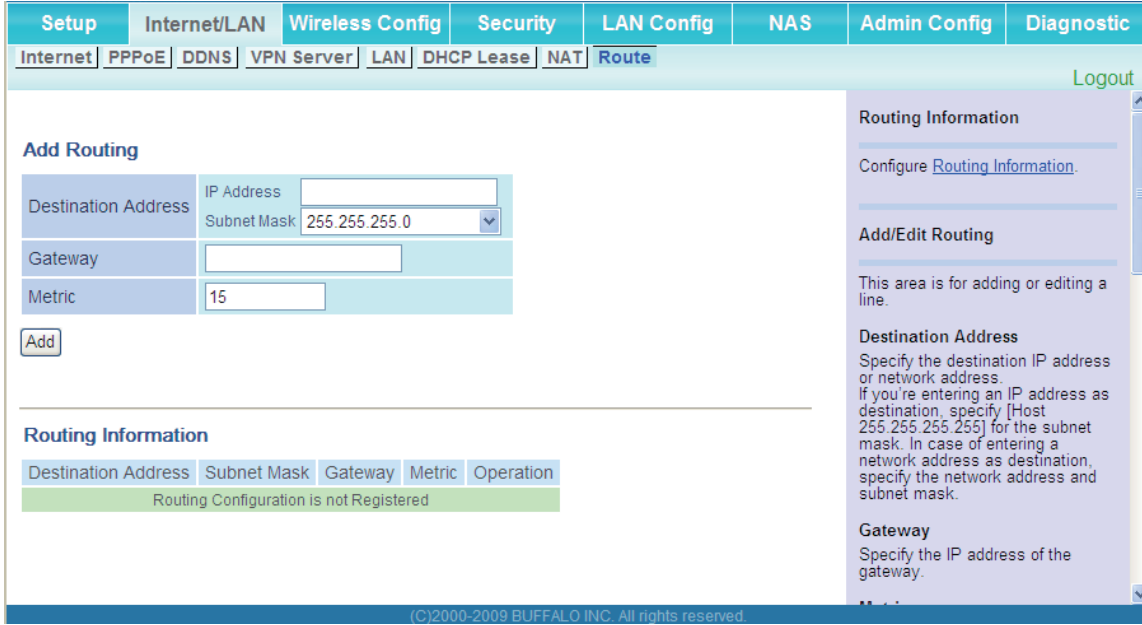 Setup Internet/LAN Wireless Config Security LAN Config NAS Admin Config Diagnostic
Internet PPPoE DDNS VPN Server LAN DHCP Lease NAT Route
Logout
Add Routing
Destination Address IP Address
Subnet Mask 255.255.255.0
Gateway
Metric 15
Add
Routing Information
Destination Address Subnet Mask Gateway Metric Operation
Routing Configuration is not Registered
Routing Information
Configure Routing Information.
Add/Edit Routing
This area is for adding or editing a
line.
Destination Address
Specify the destination IP address
or network address.
If you're entering an IP address as
destination, specify [Host
255.255.255.255] for the subnet
mask. In case of entering a
network address as destination,
specify the network address and
subnet mask.
Gateway
Specify the IP address of the
gateway.
(C)2000-2009 BUFFALO INC. All rights reserved.